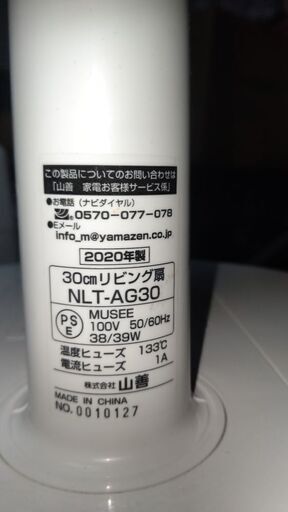 この製品についてのお問い合わせは
「山善 家電お客様サービス係」
●お電話（ナビダイヤル）
0570-077-078
●Eメール
info_m@yamazen.co.jp
2020年製
30cmリビング扇
NLT-AG30
PS
E
MUSEE
100V 50/60Hz
38/39W
温度ヒューズ 133℃
電流ヒューズ 1A
株式会社 山善
MADE IN CHINA
NO. 0010127